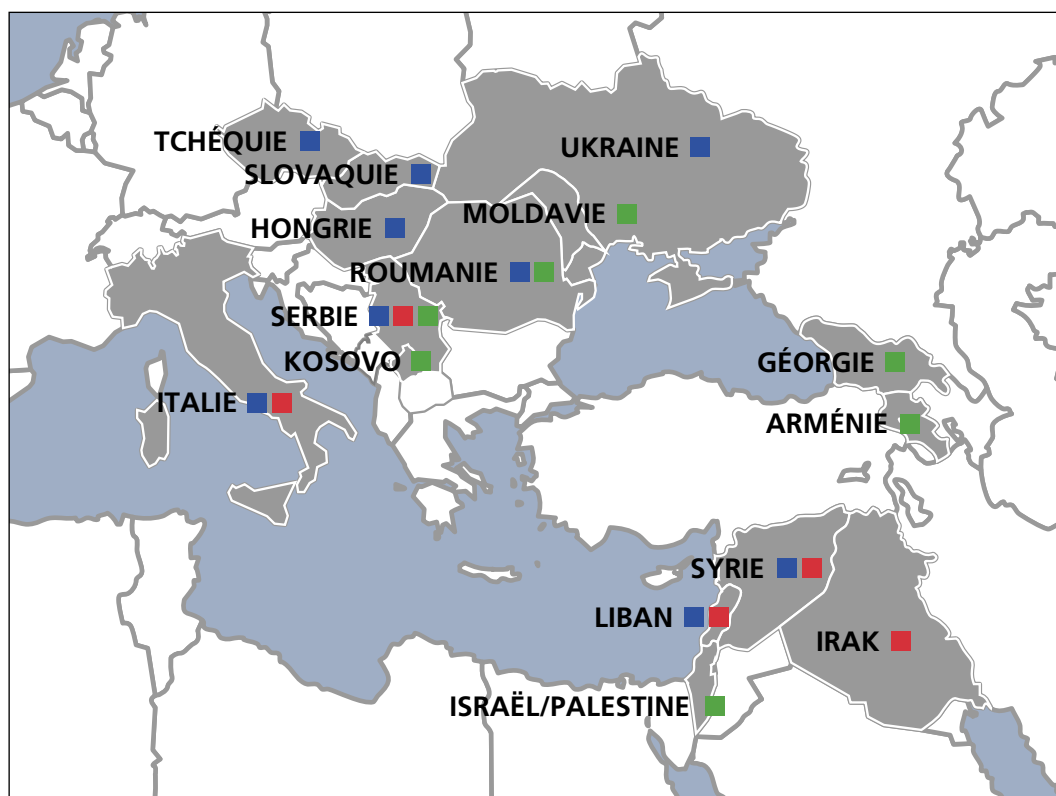 TCHÉQUIE
UKRAINE
SLOVAQUIE
MOLDAVIE
HONGRIE
ROUMANIE
SERBIE
KOSOVO
GÉORGIE
ITALIE
ARMÉNIE
SYRIE
LIBAN
IRAK
ISRAËL/PALESTINE